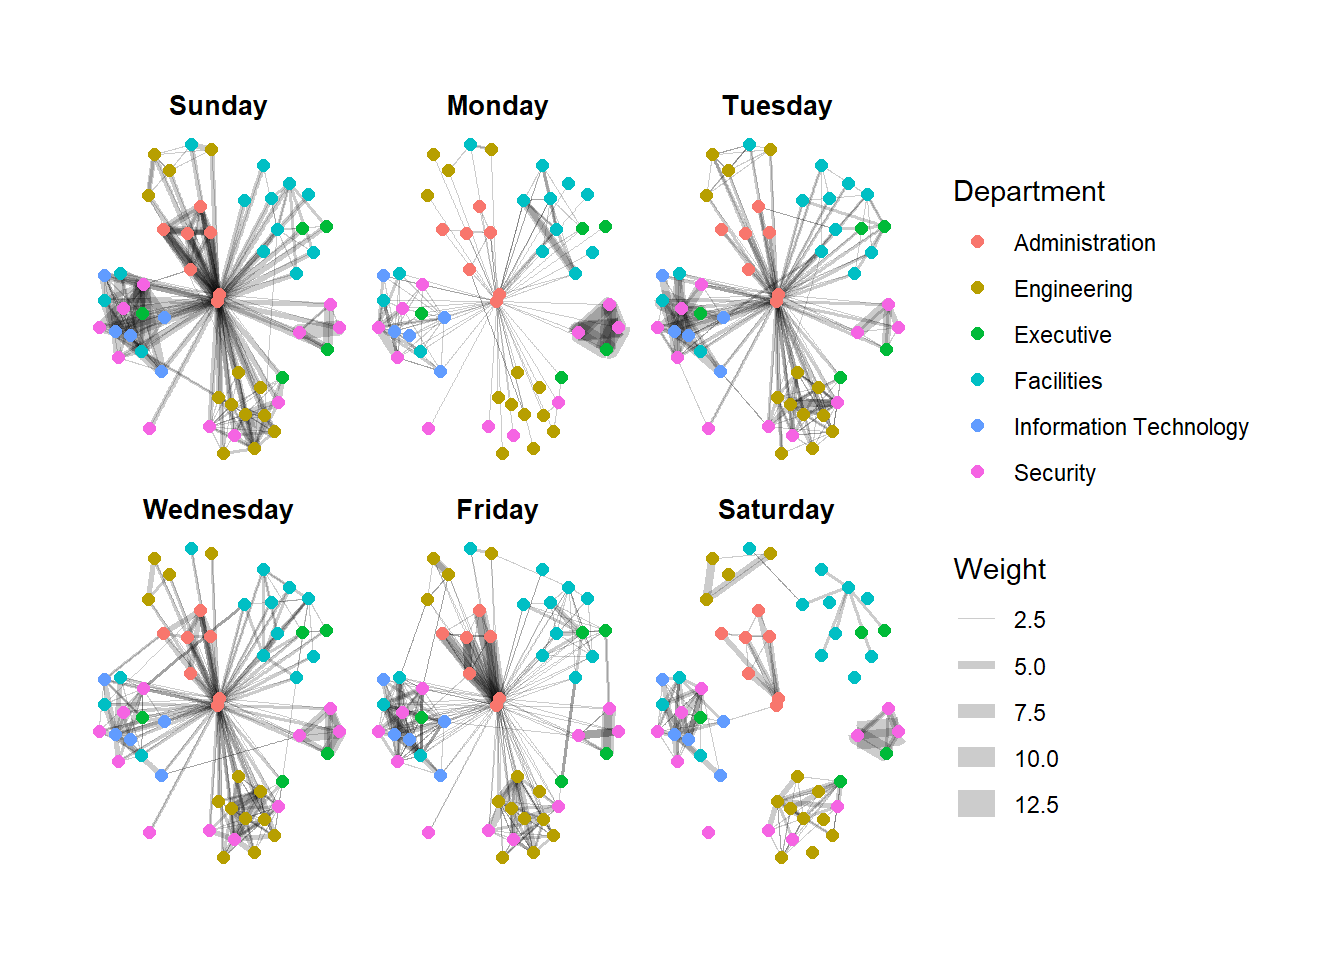 Sunday
Monday
Tuesday
Wednesday
Friday
Saturday
Department
Administration
Engineering
Executive
Facilities
Information Technology
Security
Weight
2.5
5.0
7.5
10.0
12.5